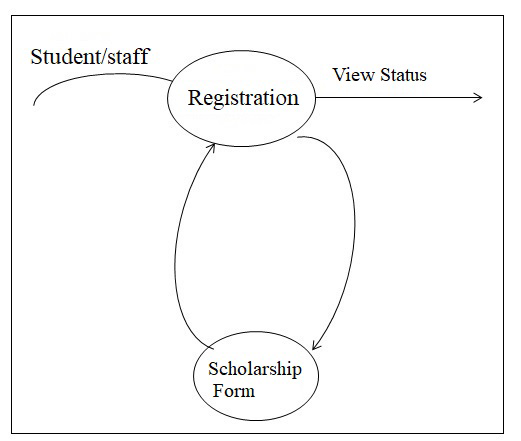 Student/staff
View Status
Registration
Scholarship
Form